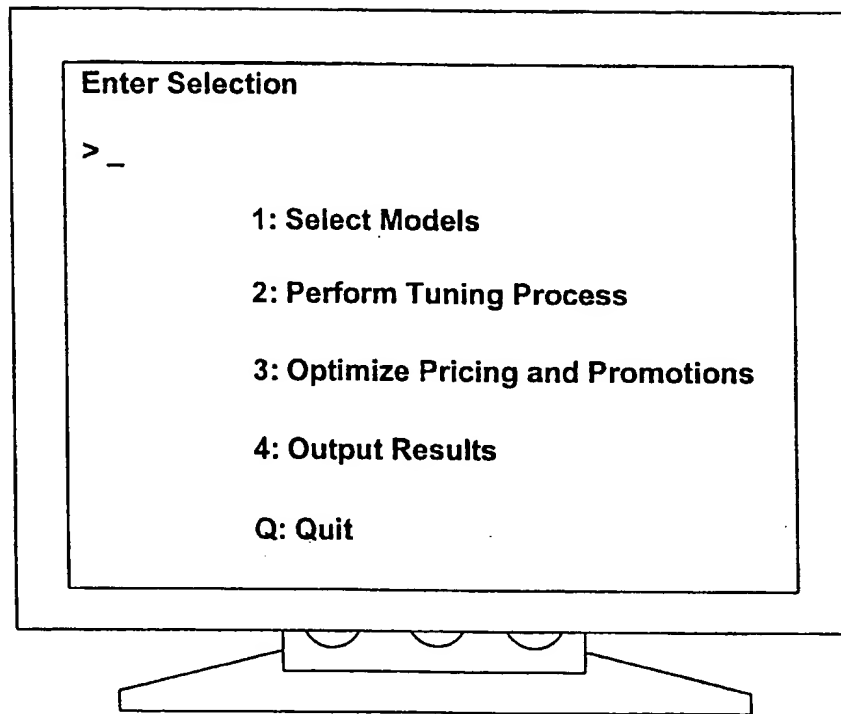 Enter Selection
> _
1: Select Models
2: Perform Tuning Process
3: Optimize Pricing and Promotions
4: Output Results
Q: Quit